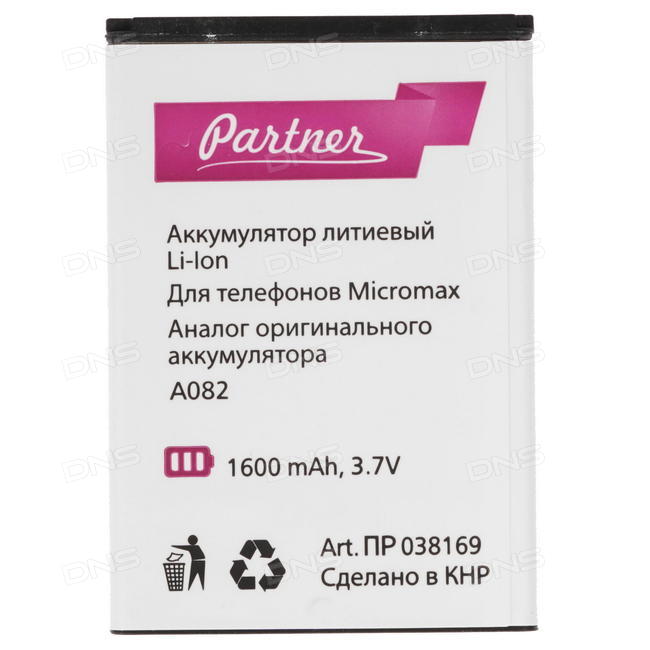 Partner
Аккумулятор литиевый
Li-Ion
Для телефонов Micromax
Аналог оригинального
аккумулятора
A082
1600 mAh, 3.7V
Art. ПР 038169
Сделано в КНР
DNS